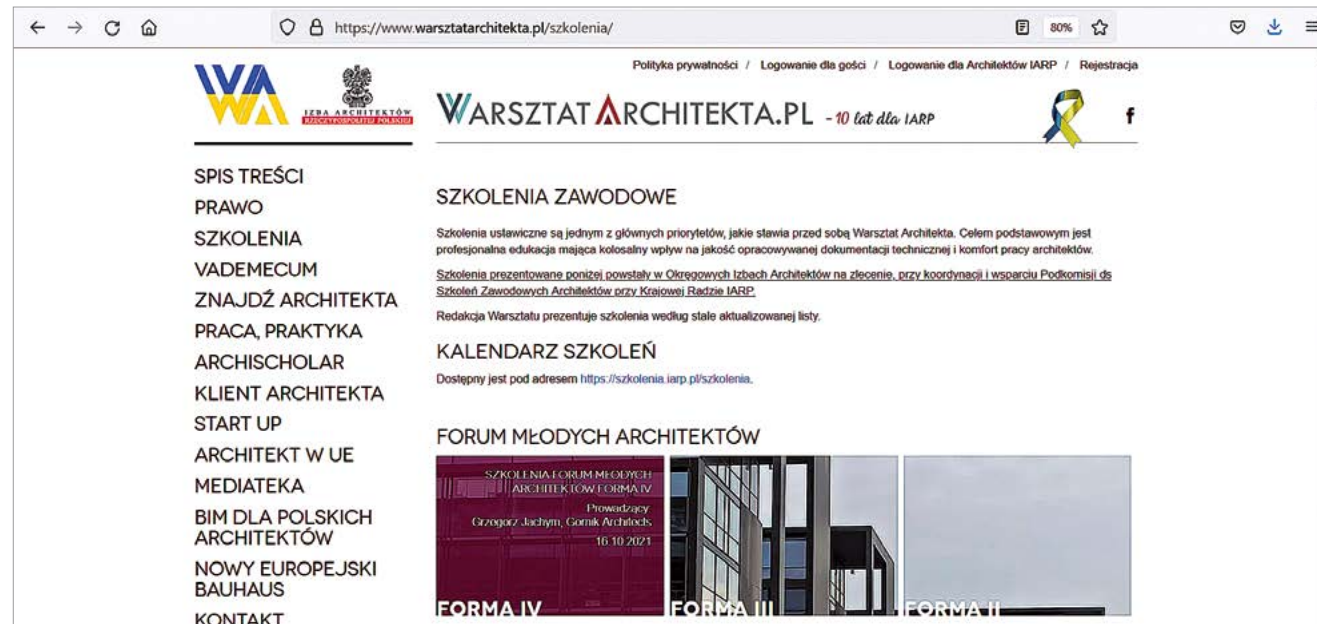 https://www.warsztatarchitekta.pl/szkolenia/
80%
Polityka prywatności / Logowanie dla gości / Logowanie dla Architektów IARP / Rejestracja
IZBA ARCHITEKTÓW
RZECZYPOSPOLITEJ POLSKIEJ
WARSZTAT ARCHITEKTA.PL - 10 lat dla IARP
f
SPIS TREŚCI
PRAWO
SZKOLENIA
VADEMECUM
ZNAJDŹ ARCHITEKTA
PRACA, PRAKTYKA
ARCHISCHOLAR
KLIENT ARCHITEKTA
START UP
ARCHITEKT W UE
MEDIATEKA
BIM DLA POLSKICH
ARCHITEKTÓW
NOWY EUROPEJSKI
BAUHAUS
KONTAKT
SZKOLENIA ZAWODOWE
Szkolenia ustawiczne są jednym z głównych priorytetów, jakie stawia przed sobą Warsztat Architekta. Celem podstawowym jest
profesjonalna edukacja mająca kolosalny wpływ na jakość opracowywanej dokumentacji technicznej i komfort pracy architektów.
Szkolenia prezentowane poniżej powstały w Okręgowych Izbach Architektów na zlecenie, przy koordynacji i wsparciu Podkomisji ds
Szkoleń Zawodowych Architektów przy Krajowej Radzie IARP.
Redakcja Warsztatu prezentuje szkolenia według stale aktualizowanej listy.
KALENDARZ SZKOLEŃ
Dostępny jest pod adresem https://szkolenia.iarp.pl/szkolenia.
FORUM MŁODYCH ARCHITEKTÓW
SZKOLENIA FORUM MŁODYCH
ARCHITEKTÓW FORMA IV
Prowadzący
Grzegorz Jachym, Gornik Architects
16.10.2021
FORMA IV
FORMA III
FORMA II